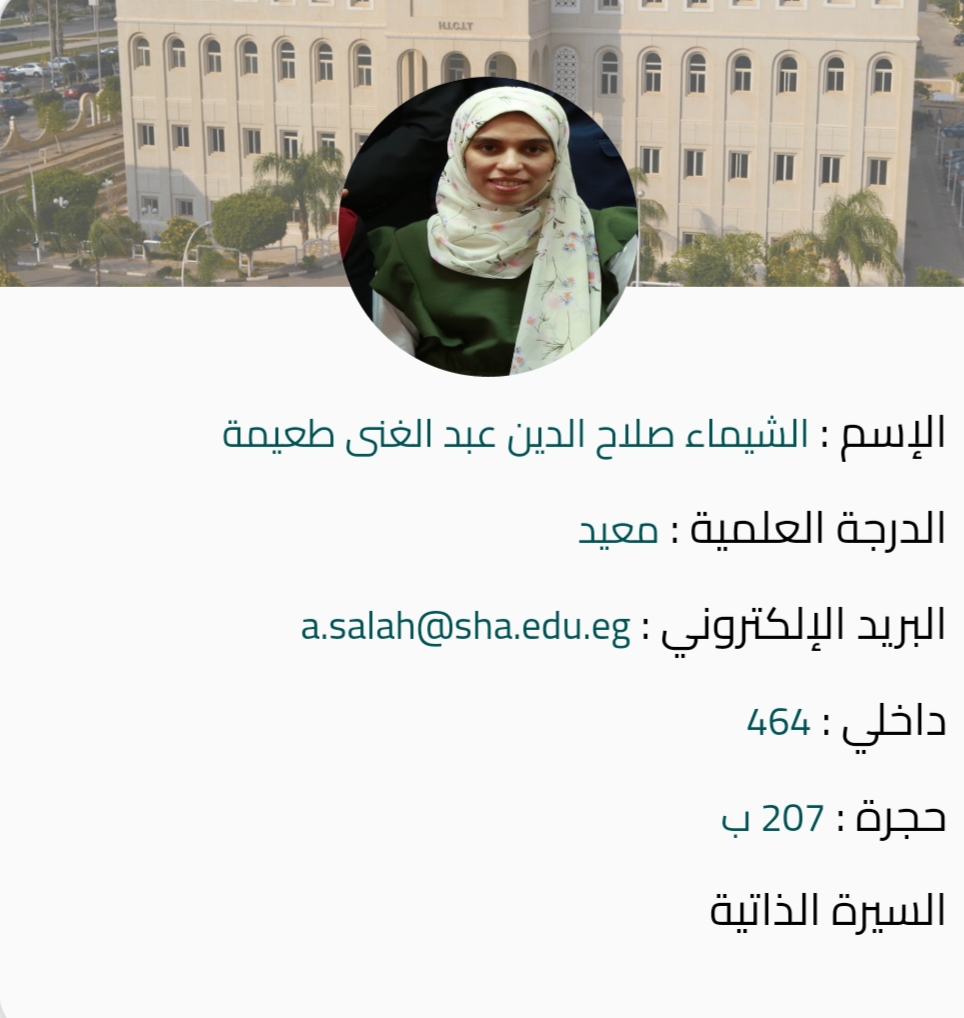 H.I.C.I.T
الإسم : الشيماء صلاح الدين عبد الغنى طعيمة
الدرجة العلمية : معيد
البريد الإلكتروني : a.salah@sha.edu.eg
داخلي : 464
حجرة : 207 ب
السيرة الذاتية